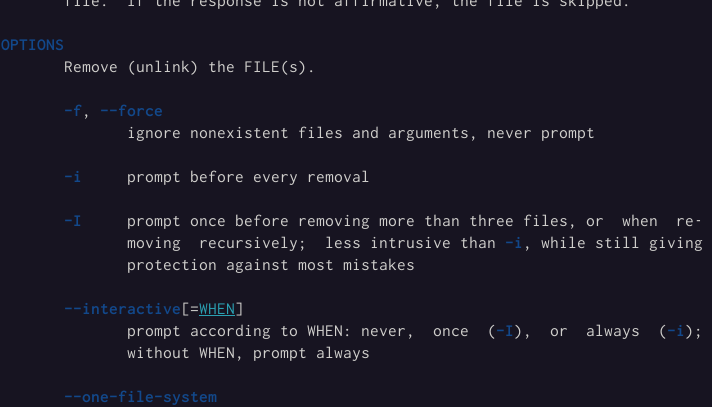 file.  If the response is not affirmative, the file is skipped.
OPTIONS
Remove (unlink) the FILE(s).
-f, --force
ignore nonexistent files and arguments, never prompt
-i     prompt before every removal
-I     prompt once before removing more than three files, or  when  re-
moving  recursively;  less intrusive than -i, while still giving
protection against most mistakes
--interactive[=WHEN]
prompt according to WHEN: never,  once  (-I),  or  always  (-i);
without WHEN, prompt always
--one-file-system